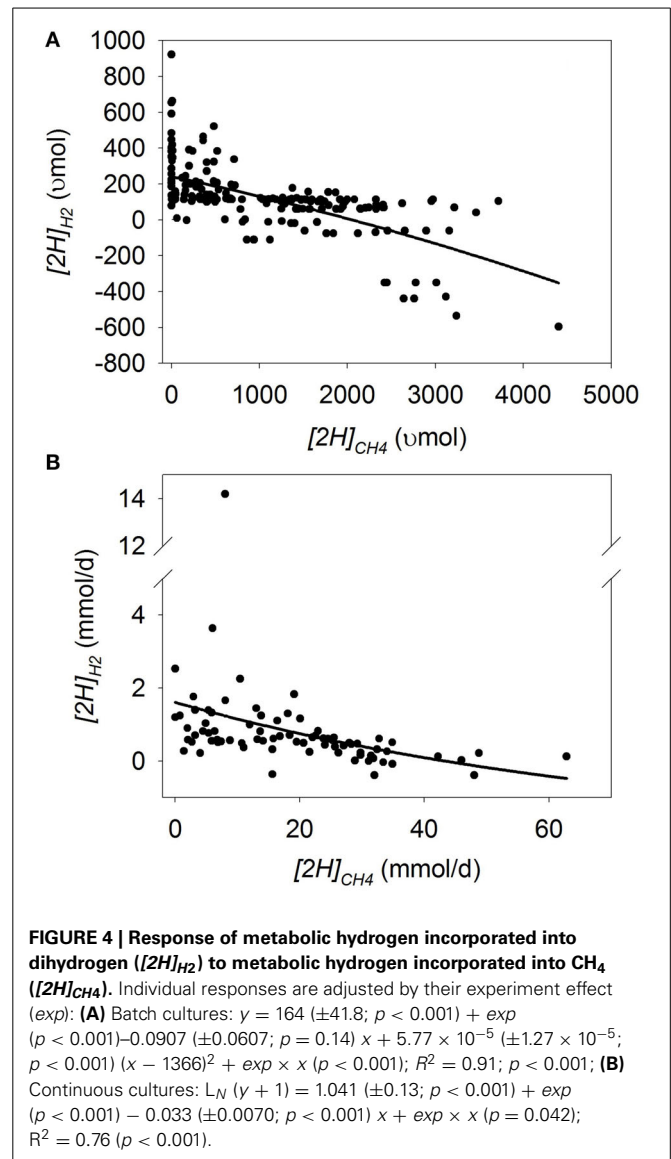 A
1000
800
600
400
200
0
-200
-400
-600
-800
[2H]H2 (υmol)
0 1000 2000 3000 4000 5000
[2H]CH4 (υmol)
B
14
12
4
2
0
[2H]H2 (mmol/d)
0 20 40 60
[2H]CH4 (mmol/d)
FIGURE 4 | Response of metabolic hydrogen incorporated into
dihydrogen ([2H]H2) to metabolic hydrogen incorporated into CH4
([2H]CH4). Individual responses are adjusted by their experiment effect
(exp): (A) Batch cultures: y = 164 (±41.8; p < 0.001) + exp
(p < 0.001)–0.0907 (±0.0607; p = 0.14) x + 5.77 × 10−5 (±1.27 × 10−5;
p < 0.001) (x − 1366)2 + exp × x (p < 0.001); R2 = 0.91; p < 0.001; (B)
Continuous cultures: LN (y + 1) = 1.041 (±0.13; p < 0.001) + exp
(p < 0.001) − 0.033 (±0.0070; p < 0.001) x + exp × x (p = 0.042);
R2 = 0.76 (p < 0.001).